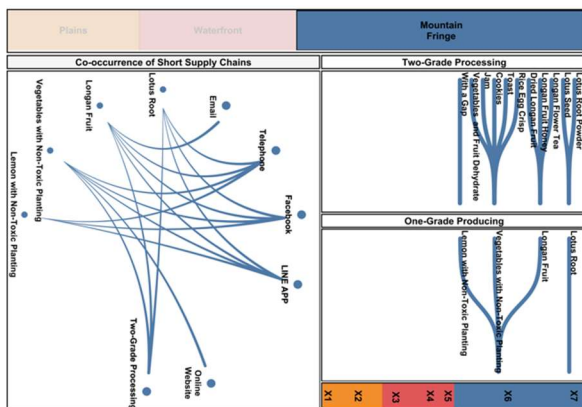 Plains
Waterfront
Mountain
Fringe
Co-occurrence of Short Supply Chains
Lotus Root
Email
Longan Fruit
Telephone
Vegetables with Non-Toxic Planting
Facebook
Lemon with Non-Toxic Planting
LINE APP
Two-Grade Processing
Online
Website
Two-Grade Processing
With a Gap
Vegetables and Fruit Dehydrate
Jam
Cookies
Toast
Rice Egg Crisp
Dried Longan Fruit
Longan Fruit Honey
Longan Flower Tea
Lotus Seed
Lotus Root Powder
One-Grade Producing
Lemon with Non-Toxic Planting
Vegetables with Non-Toxic Planting
Longan Fruit
Lotus Root
X1
X2
X3
X4
X5
X6
X7